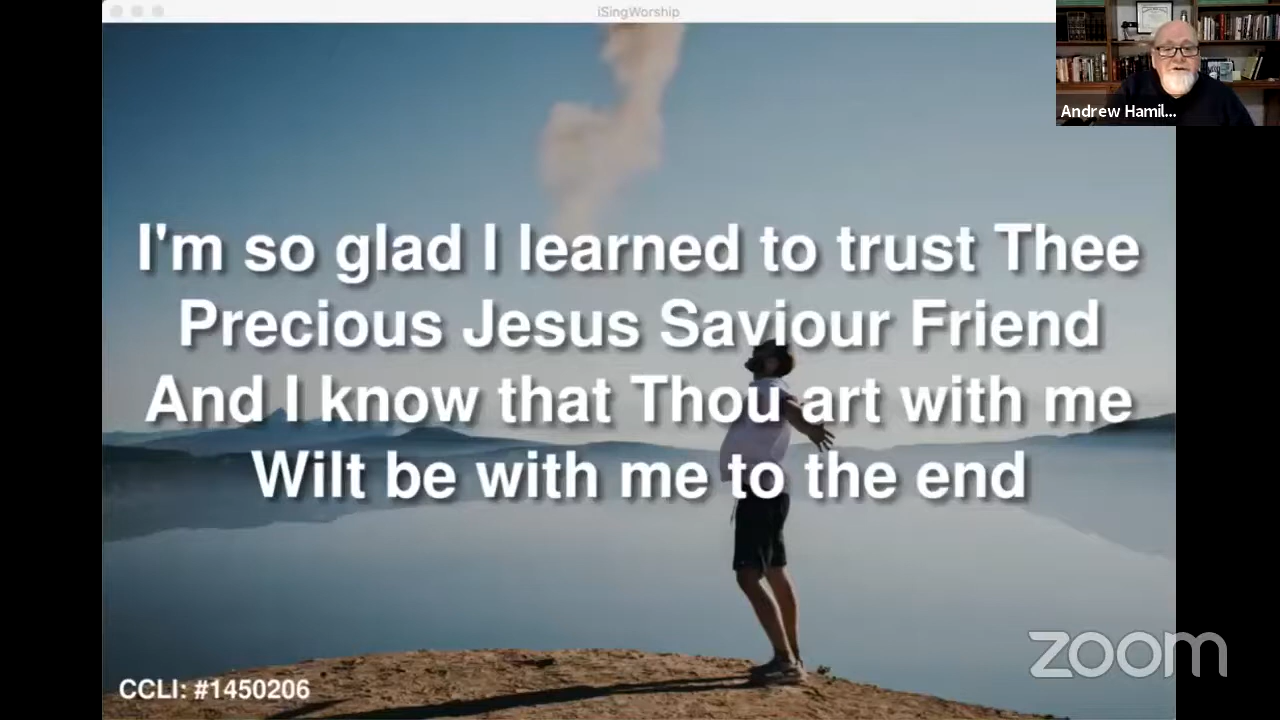 iSingWorship
Andrew Hamil...
I'm so glad I learned to trust Thee
Precious Jesus Saviour Friend
And I know that Thou art with me
Wilt be with me to the end
CCLI: #1450206
zoom